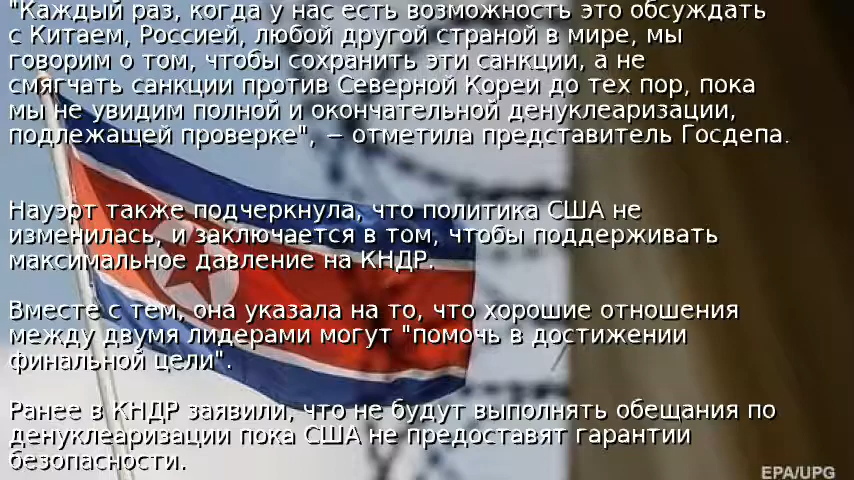 "Каждый раз, когда у нас есть возможность это обсуждать
с Китаем, Россией, любой другой страной в мире, мы
говорим о том, чтобы сохранить эти санкции, а не
смягчать санкции против Северной Кореи до тех пор, пока
мы не увидим полной и окончательной денуклеаризации,
подлежащей проверке", – отметила представитель Госдепа.
Науэрт также подчеркнула, что политика США не
изменилась, и заключается в том, чтобы поддерживать
максимальное давление на КНДР.
Вместе с тем, она указала на то, что хорошие отношения
между двумя лидерами могут "помочь в достижении
финальной цели".
Ранее в КНДР заявили, что не будут выполнять обещания по
денуклеаризации пока США не предоставят гарантии
безопасности.
EPA/UPG